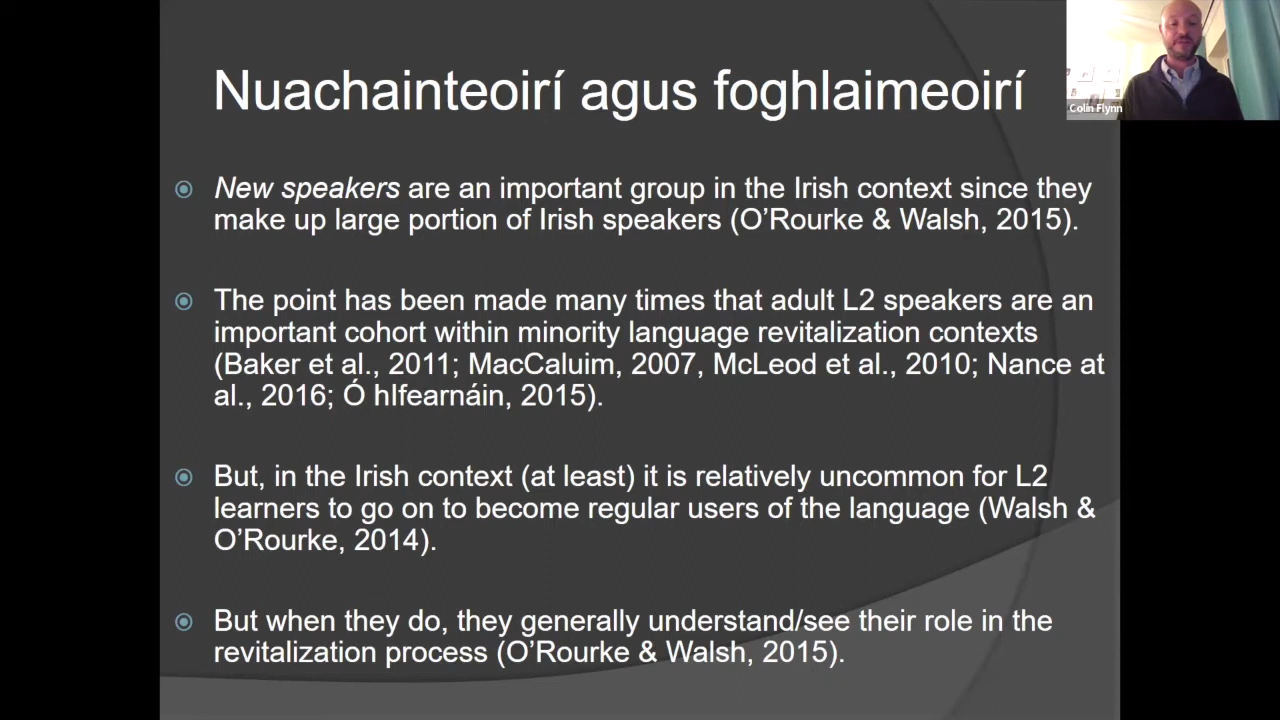 Nuachainteoirí agus foghlaimeoirí
Colin Flynn
New speakers are an important group in the Irish context since they
make up large portion of Irish speakers (O’Rourke & Walsh, 2015).
The point has been made many times that adult L2 speakers are an
important cohort within minority language revitalization contexts
(Baker et al., 2011; MacCaluim, 2007, McLeod et al., 2010; Nance at
al., 2016; Ó hIfearnáin, 2015).
But, in the Irish context (at least) it is relatively uncommon for L2
learners to go on to become regular users of the language (Walsh &
O’Rourke, 2014).
But when they do, they generally understand/see their role in the
revitalization process (O’Rourke & Walsh, 2015).